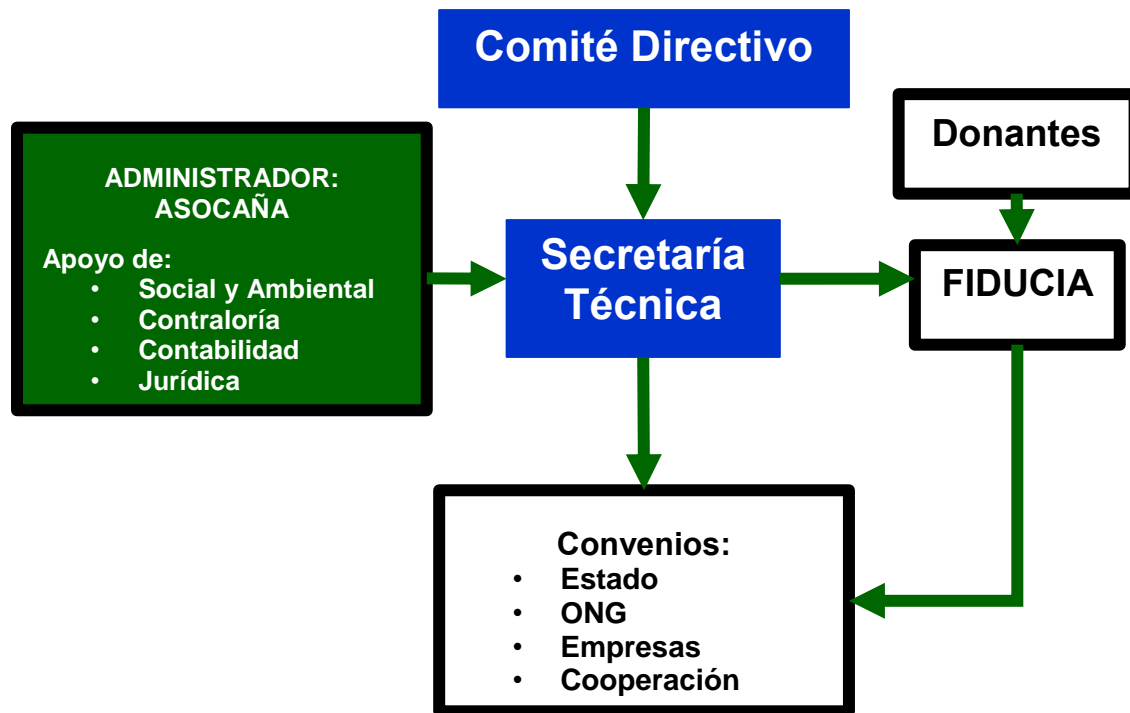 Comité Directivo
Donantes
ADMINISTRADOR:
ASOCAÑA
Apoyo de:
• Social y Ambiental
• Contraloría
• Contabilidad
• Jurídica
Secretaría
Técnica
FIDUCIA
Convenios:
• Estado
• ONG
• Empresas
• Cooperación